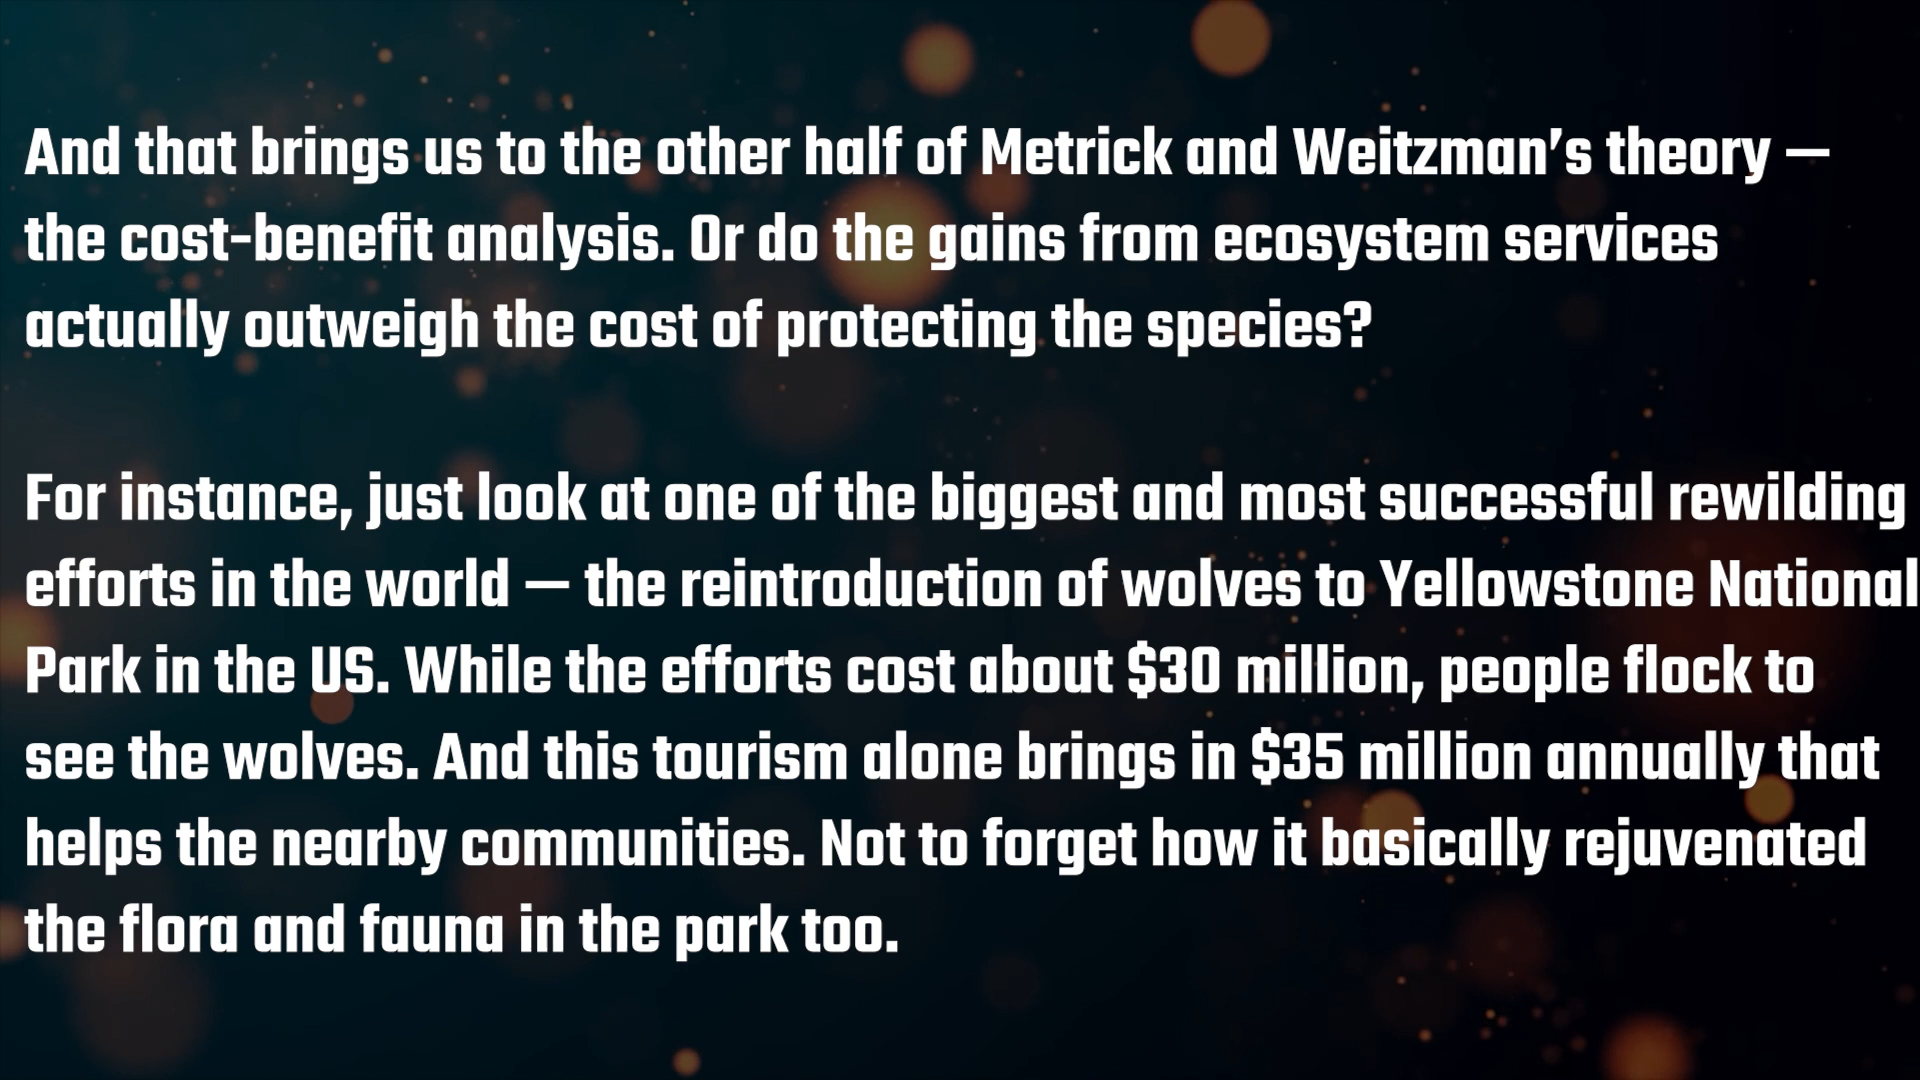 And that brings us to the other half of Metrick and Weitzman’s theory —
the cost-benefit analysis. Or do the gains from ecosystem services
actually outweigh the cost of protecting the species?
For instance, just look at one of the biggest and most successful rewilding
efforts in the world — the reintroduction of wolves to Yellowstone National
Park in the US. While the efforts cost about $30 million, people flock to
see the wolves. And this tourism alone brings in $35 million annually that
helps the nearby communities. Not to forget how it basically rejuvenated
the flora and fauna in the park too.